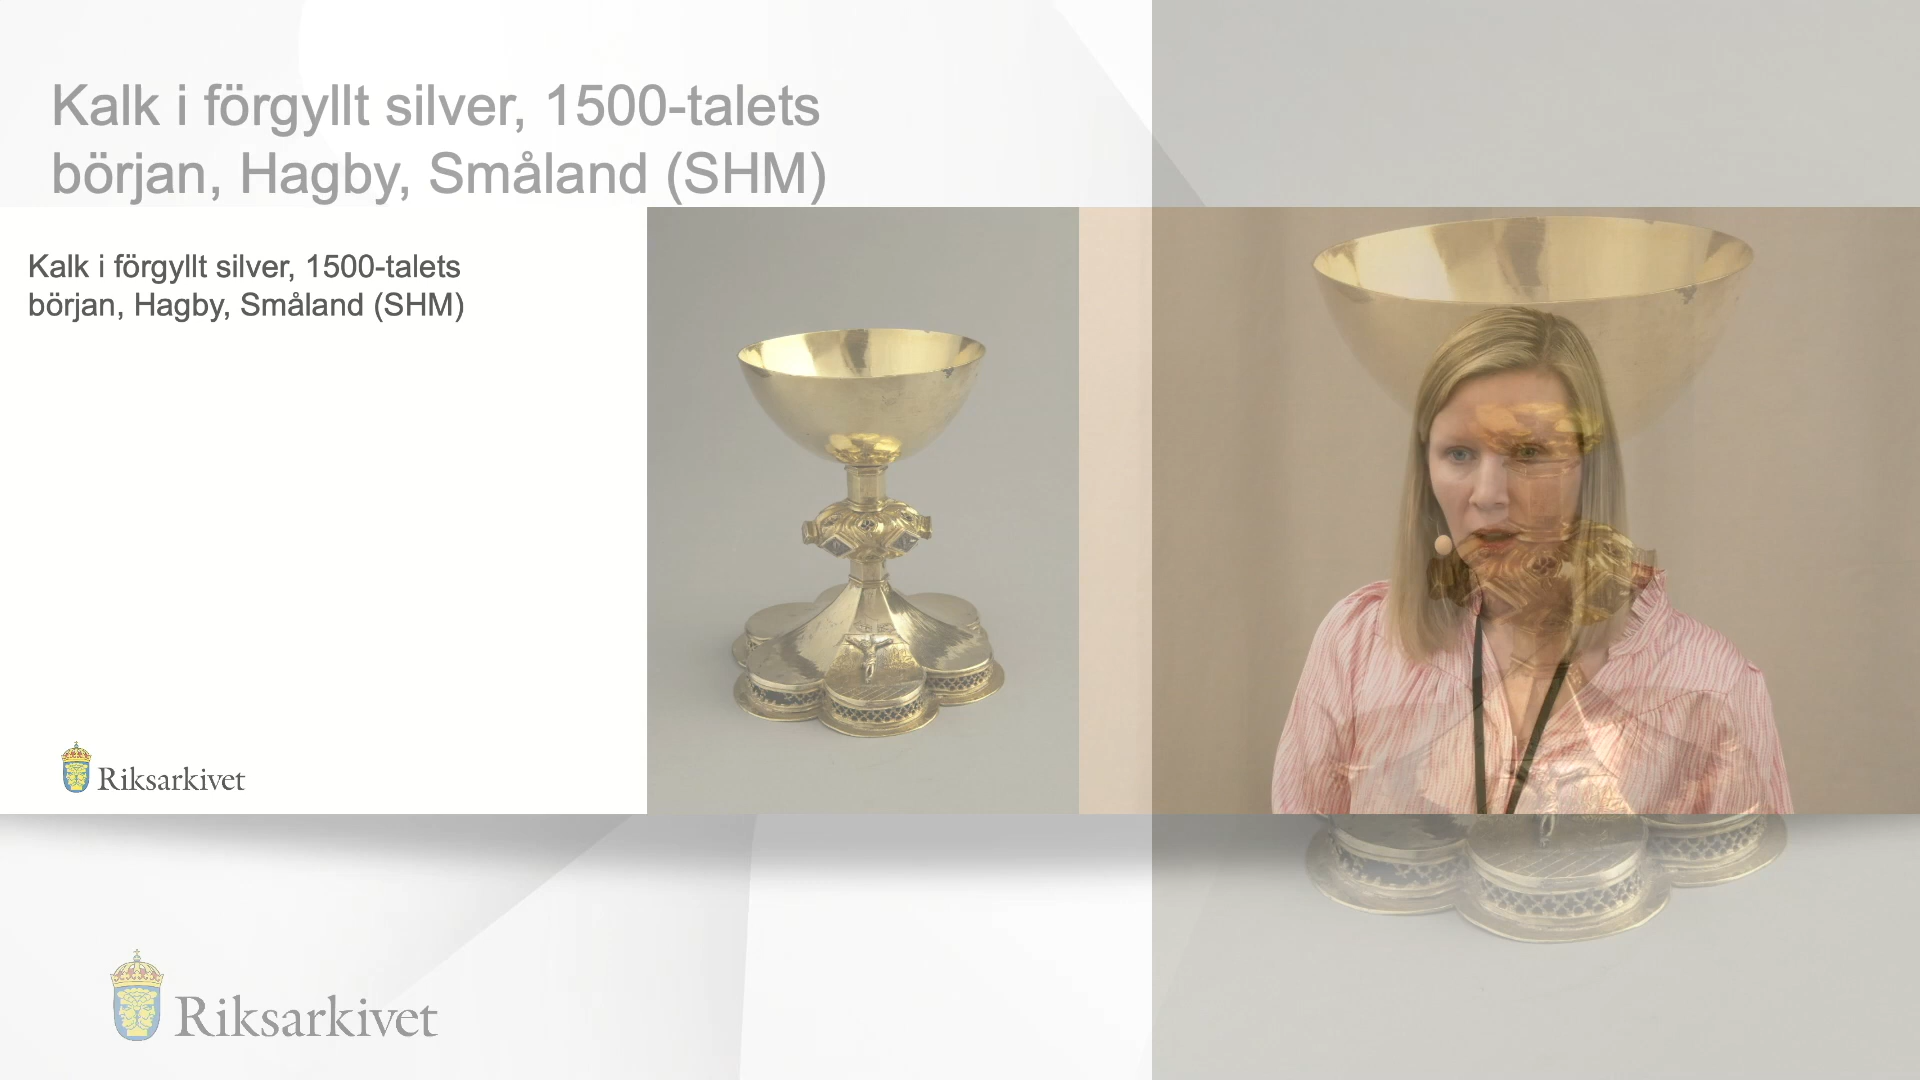 Kalk i förgyllt silver, 1500-talets
början, Hagby, Småland (SHM)
Kalk i förgyllt silver, 1500-talets
början, Hagby, Småland (SHM)
Riksarkivet
Riksarkivet